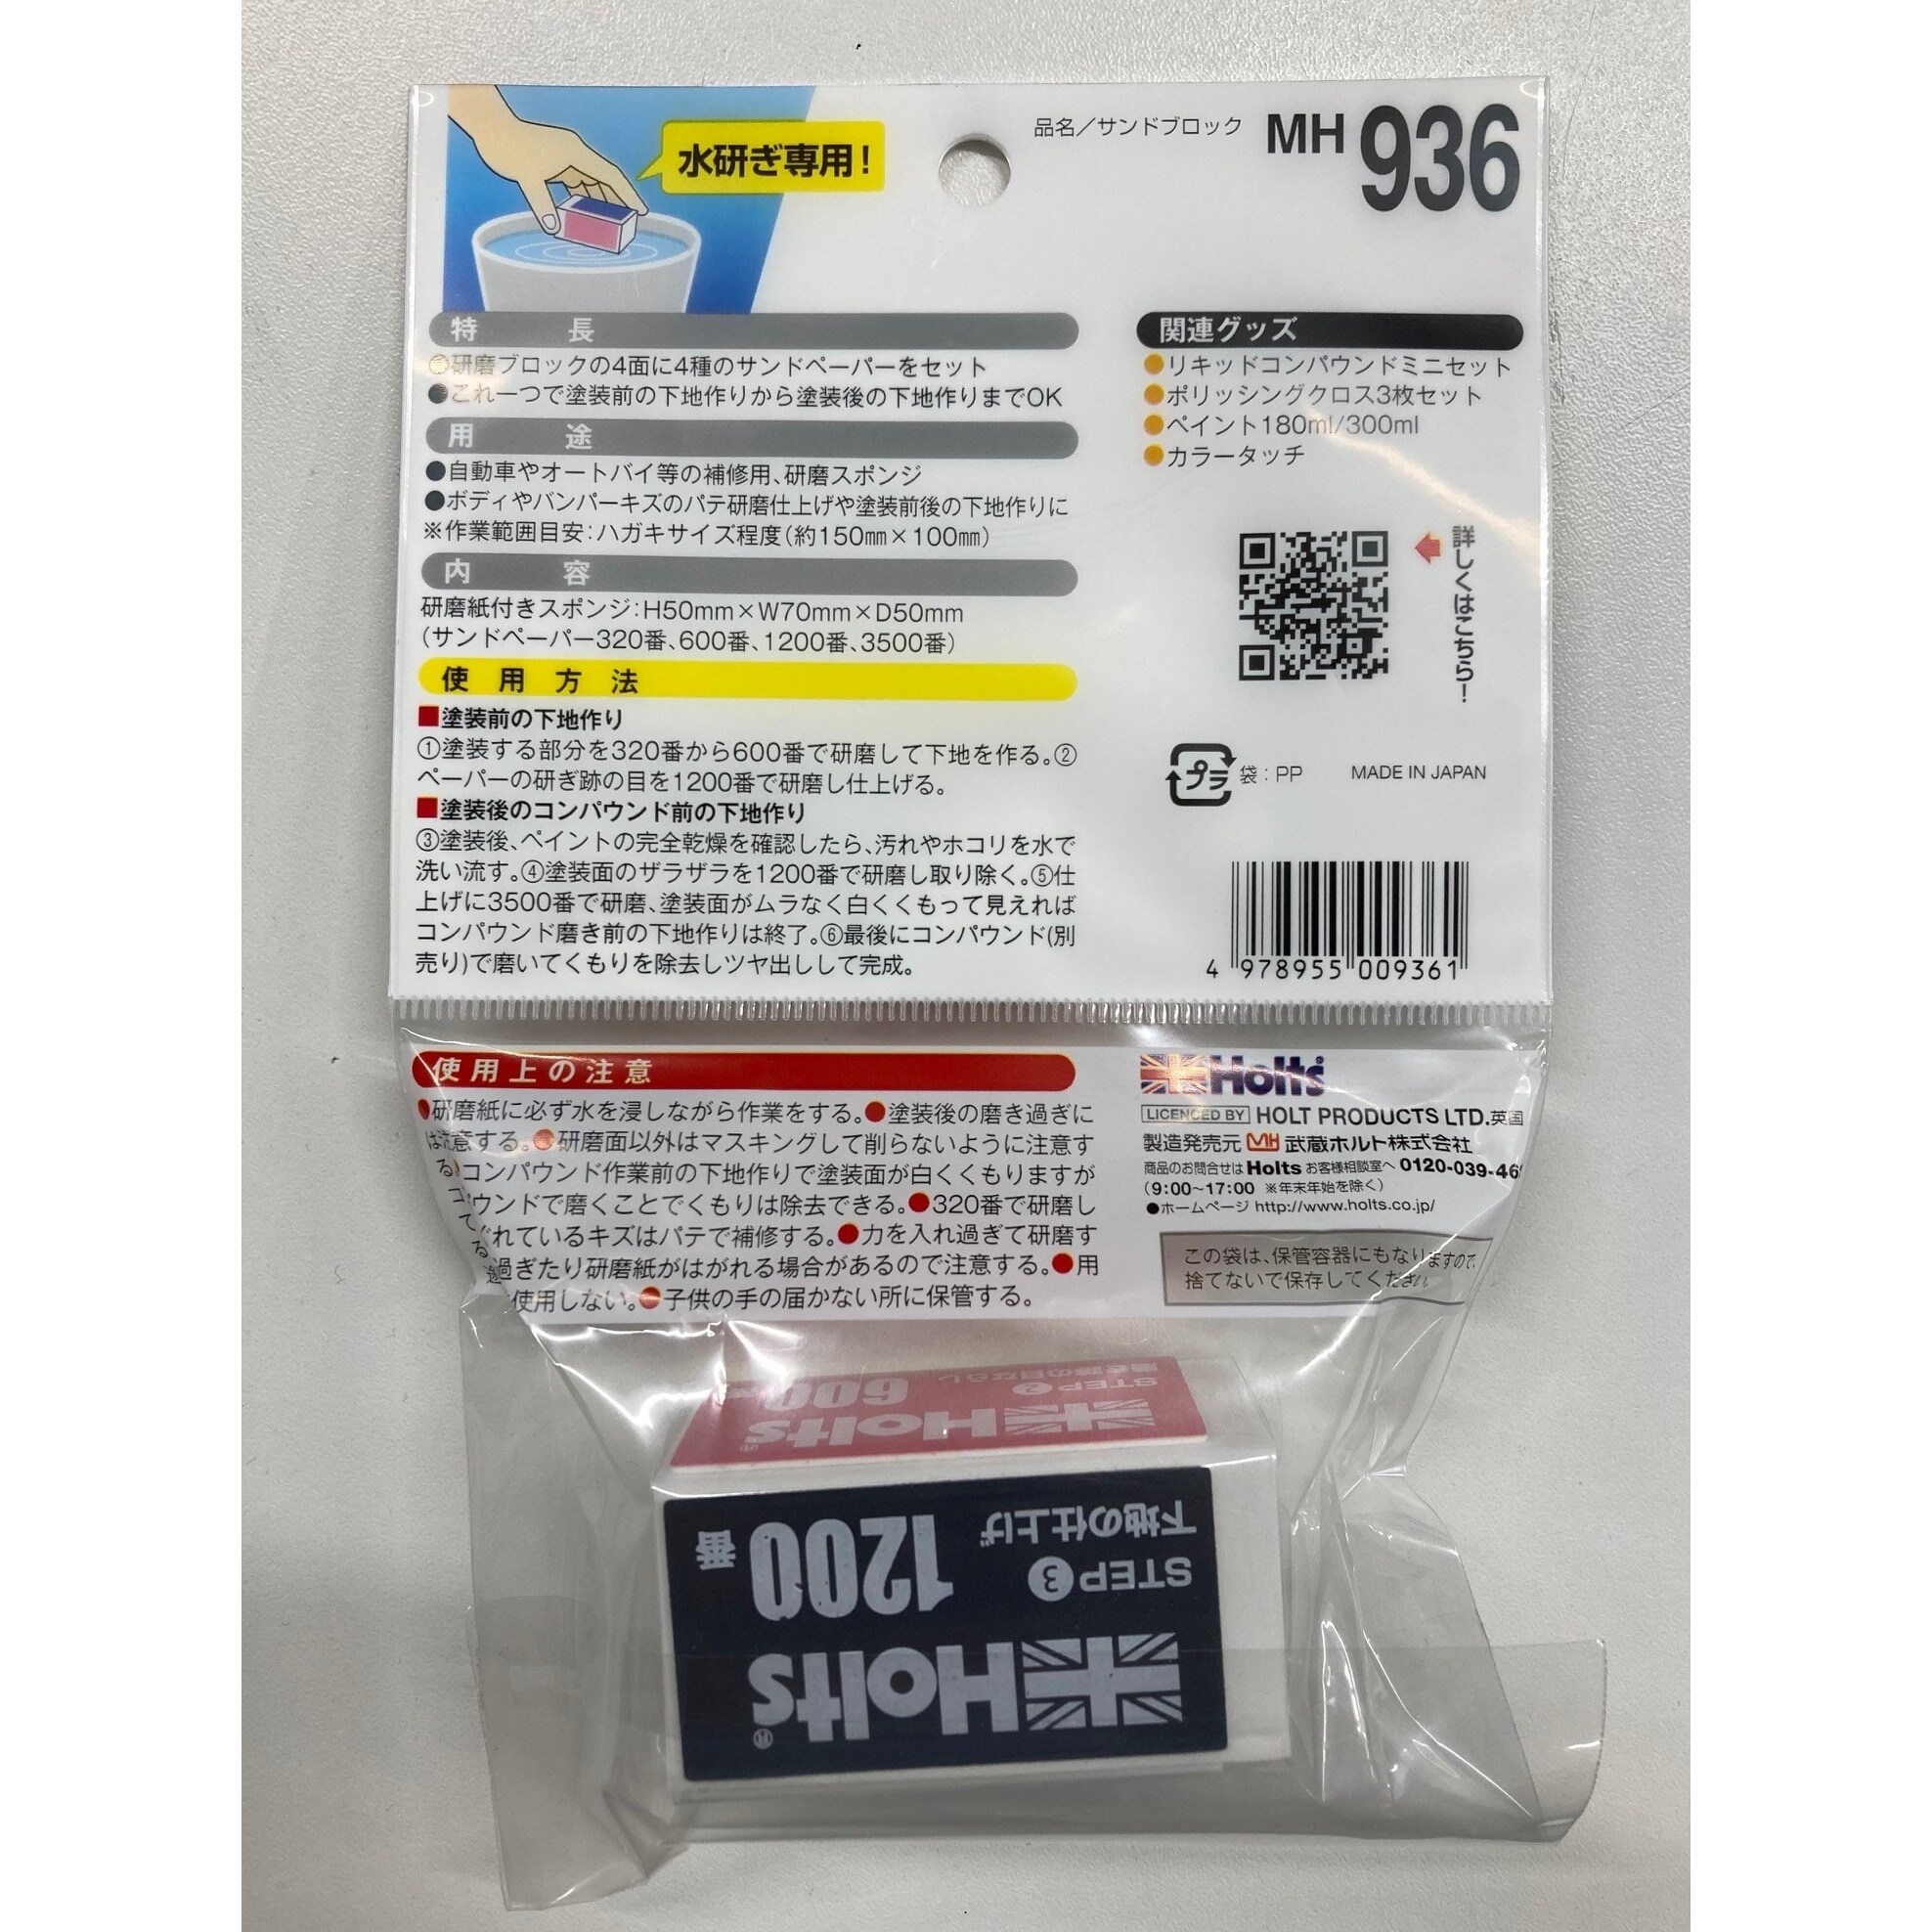 水研ぎ専用!
品名/サンドブロック MH936
特 長
●研磨ブロックの4面に4種のサンドペーパーをセット
●これ一つで塗装前の下地作りから塗装後の下地作りまでOK
用 途
●自動車やオートバイ等の補修用、研磨スポンジ
●ボディやバンパーキズのパテ研磨仕上げや塗装前後の下地作りに
※作業範囲目安:ハガキサイズ程度(約150㎜×100㎜)
内 容
研磨紙付きスポンジ:H50mm×W70mm×D50mm
(サンドペーパー320番、600番、1200番、3500番)
使用方法
■塗装前の下地作り
①塗装する部分を320番から600番で研磨して下地を作る。②
ペーパーの研ぎ跡の目を1200番で研磨し仕上げる。
■塗装後のコンパウンド前の下地作り
③塗装後、ペイントの完全乾燥を確認したら、汚れやホコリを水で
洗い流す。④塗装面のザラザラを1200番で研磨し取り除く。⑤仕
上げに3500番で研磨、塗装面がムラなく白くくもって見えれば
コンパウンド磨き前の下地作りは終了。⑥最後にコンパウンド(別
売り)で磨いてくもりを除去しツヤ出しして完成。
関連グッズ
●リキッドコンパウンドミニセット
●ポリッシングクロス3枚セット
●ペイント180ml/300ml
●カラータッチ
詳しくはこちら!
プラ 袋:PP MADE IN JAPAN
4 978955 009361
使用上の注意
●研磨紙に必ず水を浸しながら作業をする。●塗装後の磨き過ぎに
は注意する。●研磨面以外はマスキングして削らないように注意す
る コンパウンド作業前の下地作りで塗装面が白くくもりますが
コ パウンドで磨くことでくもりは除去できる。●320番で研磨し
て れているキズはパテで補修する。●力を入れ過ぎて研磨す
る 過ぎたり研磨紙がはがれる場合があるので注意する。●用
途 使用しない。●子供の手の届かない所に保管する。
Holts
LICENCED BY HOLT PRODUCTS LTD.英国
製造発売元 MH 武蔵ホルト株式会社
商品のお問合せは Holts お客様相談室へ 0120-039-46
(9:00~17:00 ※年末年始を除く)
●ホームページ http://www.holts.co.jp/
この袋は、保管容器にもなりますので、
捨てないで保存してください
Holts
600
STEP❷
磨き跡の目ならし
Holts®
STEP❸
下地の仕上げ
1200番